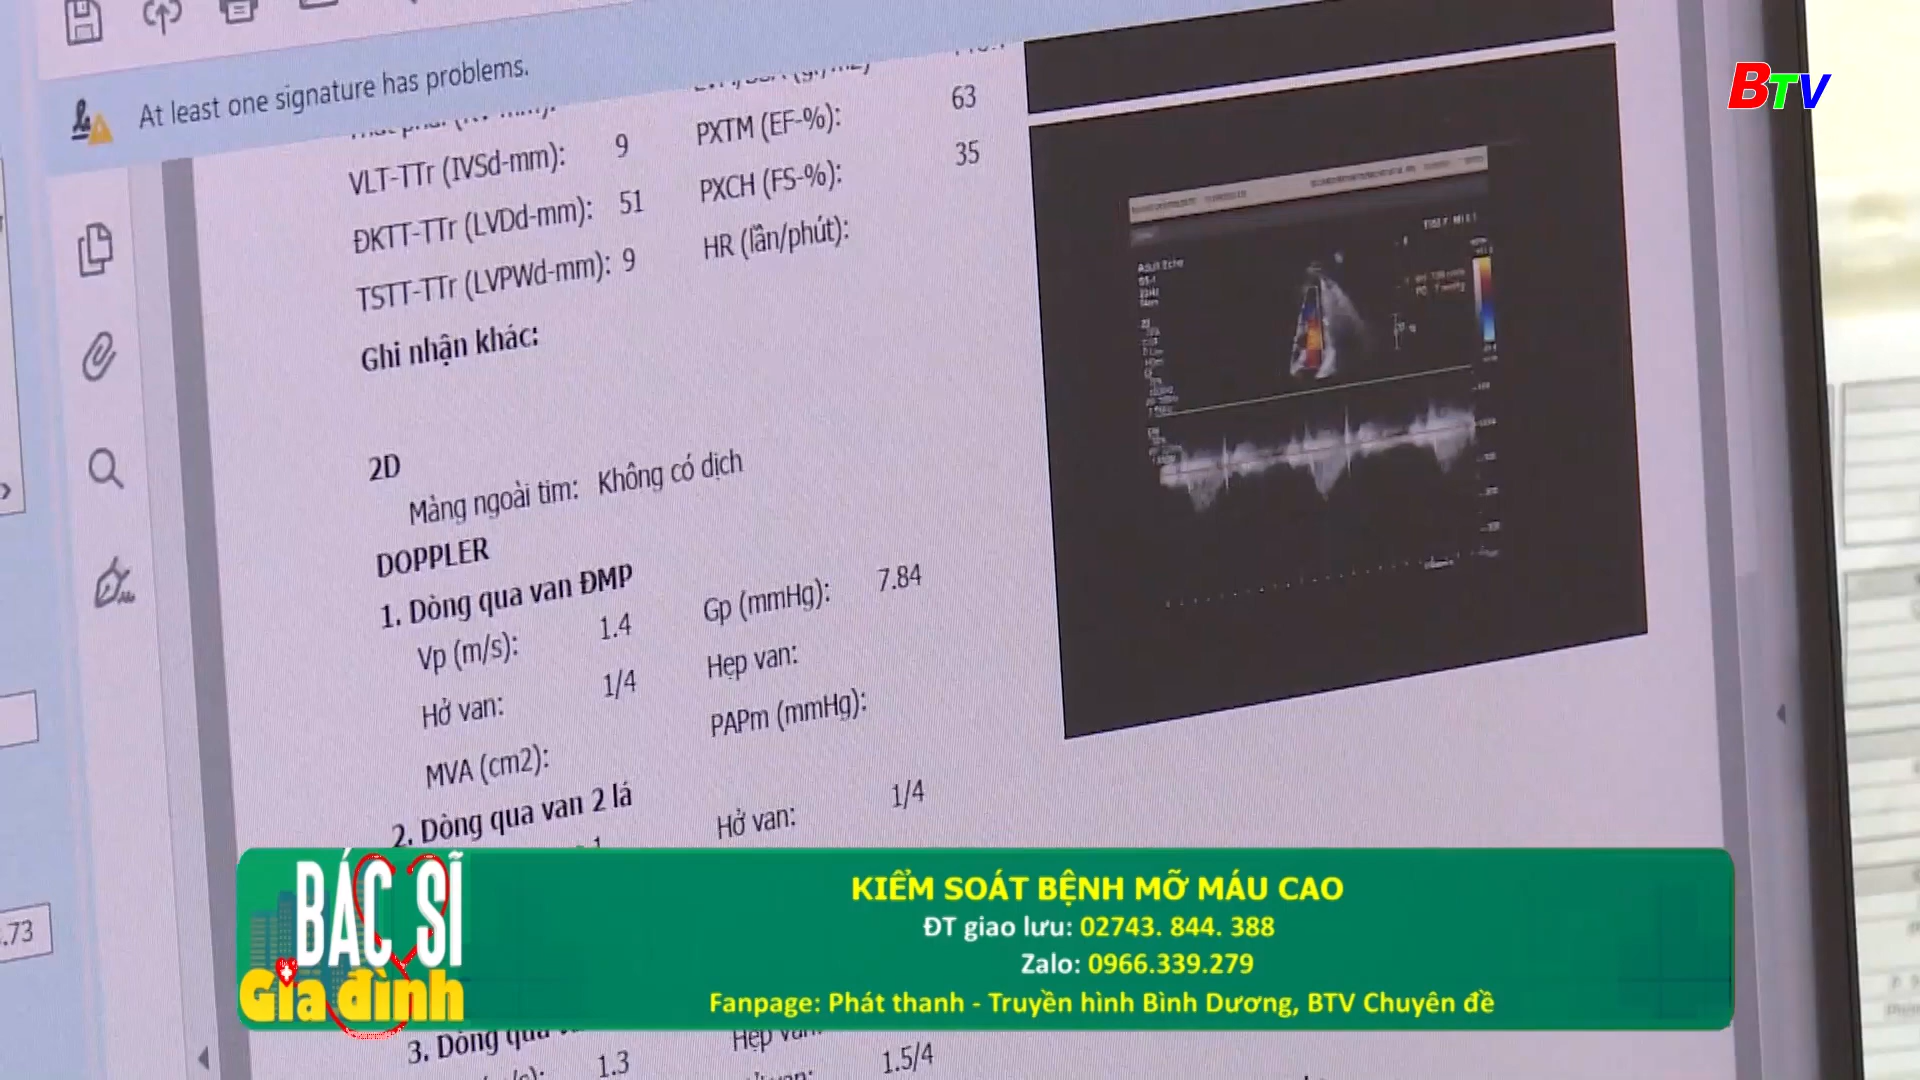 BTV
At least one signature has problems.
VLT-TTr (IVSd-mm): 9
PXTM (EF-%): 63
ĐKTT-TTr (LVDd-mm): 51
PXCH (FS-%): 35
TSTT-TTr (LVPWd-mm): 9
HR (lần/phút):
Ghi nhận khác:
2D
Màng ngoài tim: Không có dịch
DOPPLER
1. Dòng qua van ĐMP
Vp (m/s): 1.4
Gp (mmHg): 7.84
Hở van: 1/4
Hẹp van:
MVA (cm2):
PAPm (mmHg):
2. Dòng qua van 2 lá
Hở van: 1/4
Adult Echo
.73
BÁC SĨ
Gia đình
KIỂM SOÁT BỆNH MỠ MÁU CAO
ĐT giao lưu: 02743. 844. 388
Zalo: 0966.339.279
Fanpage: Phát thanh - Truyền hình Bình Dương, BTV Chuyên đề
3. Dòng qua
Hẹp van:
1.3
1.5/4